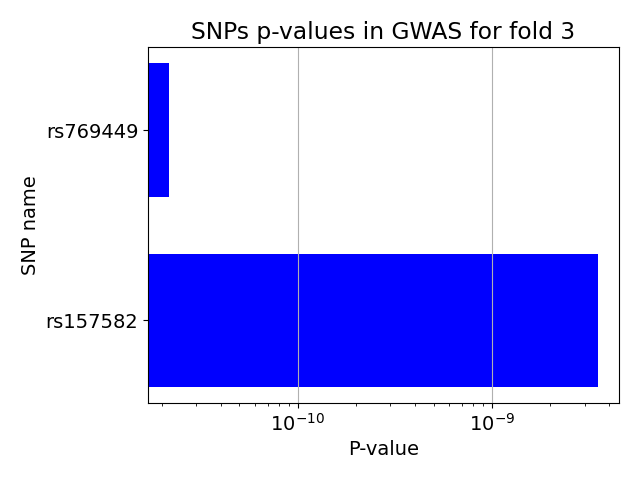 SNPs p-values in GWAS for fold 3
rs769449
rs157582
SNP name
10⁻¹⁰
10⁻⁹
P-value